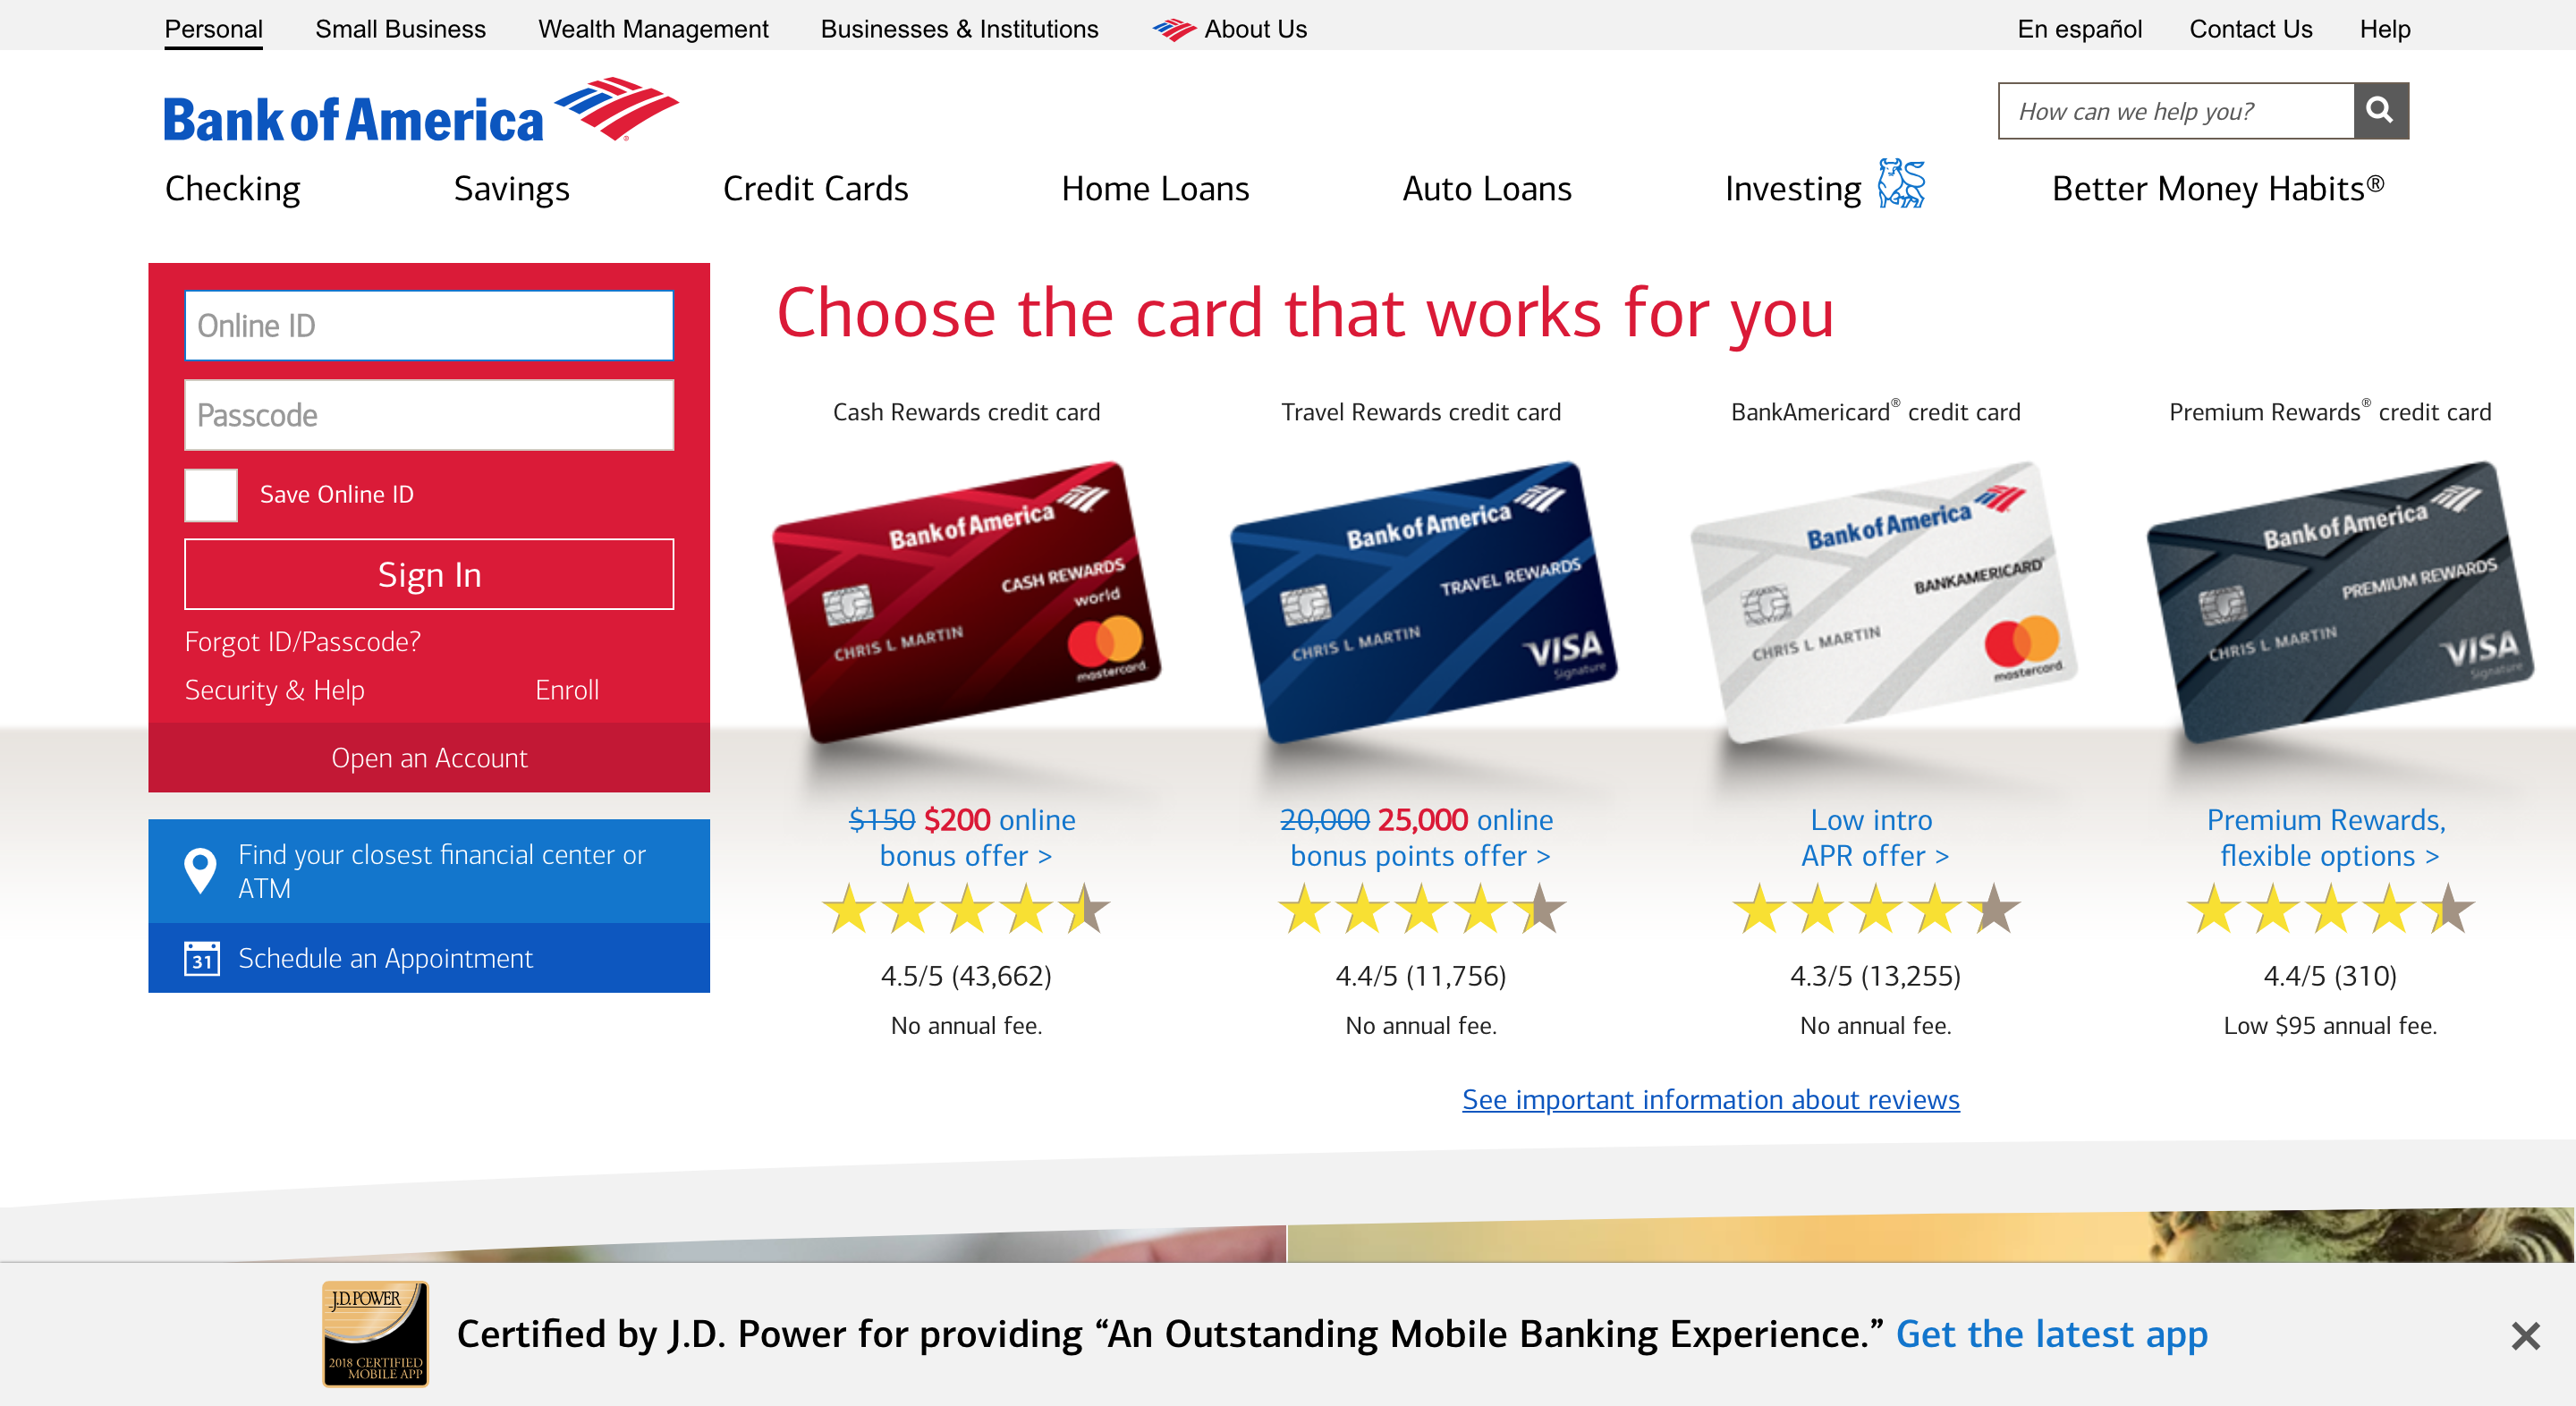 Personal Small Business Wealth Management Businesses & Institutions About Us En español Contact Us Help
Bank of America
How can we help you?
Checking Savings Credit Cards Home Loans Auto Loans Investing Better Money Habits®
Online ID
Passcode
Save Online ID
Sign In
Forgot ID/Passcode?
Security & Help Enroll
Open an Account
Find your closest financial center or
ATM
31 Schedule an Appointment
Choose the card that works for you
Cash Rewards credit card
Bank of America
CASH REWARDS
world
CHRIS L MARTIN
mastercard
$150 $200 online
bonus offer >
4.5/5 (43,662)
No annual fee.
Travel Rewards credit card
Bank of America
TRAVEL REWARDS
CHRIS L MARTIN
VISA
Signature
20,000 25,000 online
bonus points offer >
4.4/5 (11,756)
No annual fee.
BankAmericard® credit card
Bank of America
BANKAMERICARD
CHRIS L MARTIN
mastercard
Low intro
APR offer >
4.3/5 (13,255)
No annual fee.
Premium Rewards® credit card
Bank of America
PREMIUM REWARDS
CHRIS L MARTIN
VISA
Signature
Premium Rewards,
flexible options >
4.4/5 (310)
Low $95 annual fee.
See important information about reviews
J.D.POWER
2018 CERTIFIED
MOBILE APP
Certified by J.D. Power for providing “An Outstanding Mobile Banking Experience.” Get the latest app